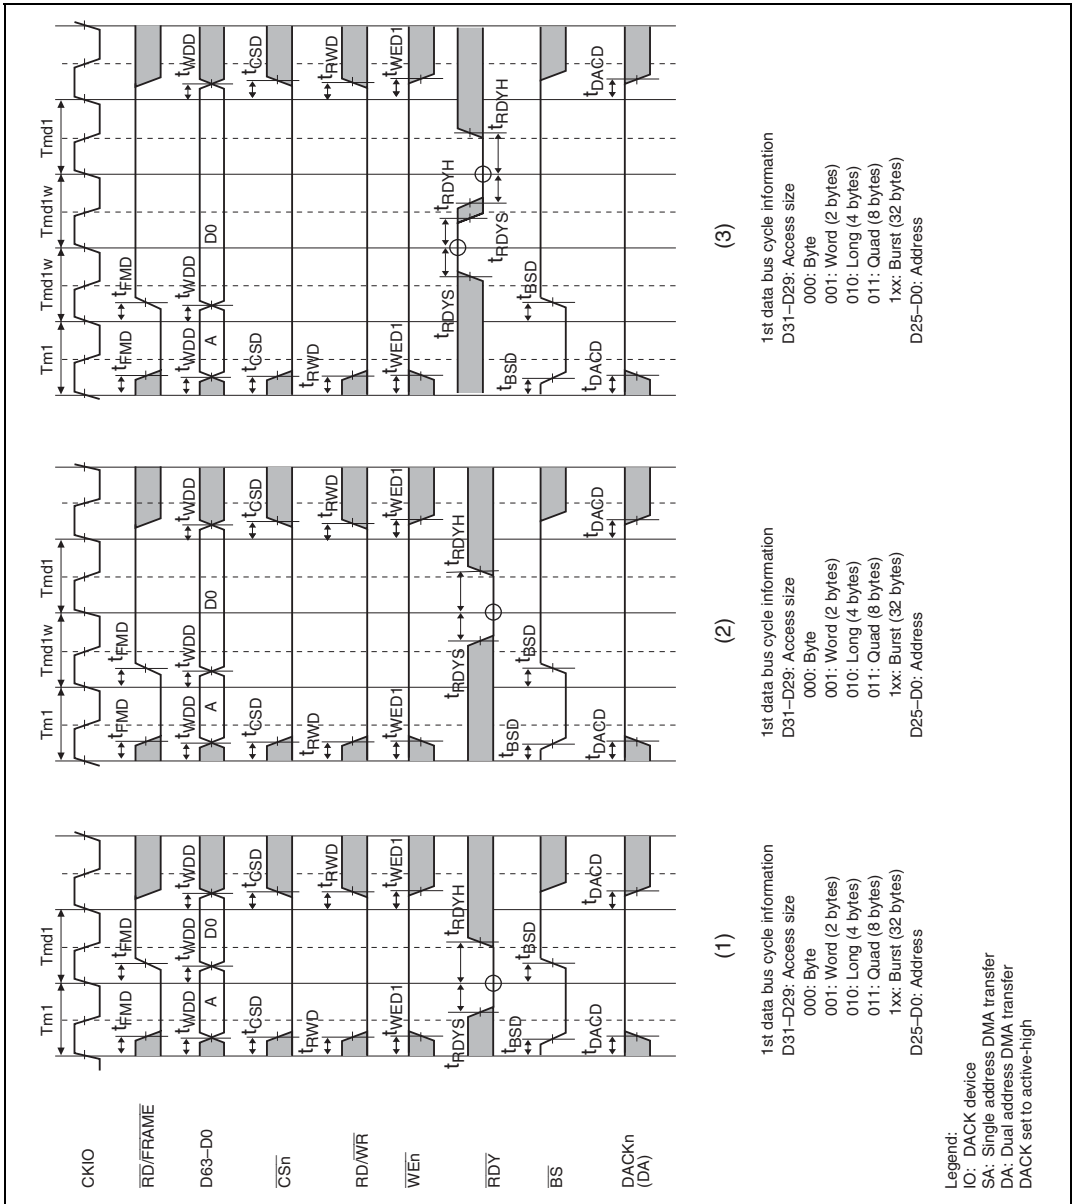 CKIO
RD/FRAME
D63–D0
CSn
RD/WR
WEn
RDY
BS
DACKn
(DA)
Tm1
Tmd1
tFMD
tFMD
tWDD
A
tWDD
D0
tWDD
tCSD
tCSD
tRWD
tRWD
tWED1
tWED1
tRDYS
tRDYH
tBSD
tBSD
tDACD
tDACD
(1)
1st data bus cycle information
D31–D29: Access size
000: Byte
001: Word (2 bytes)
010: Long (4 bytes)
011: Quad (8 bytes)
1xx: Burst (32 bytes)
D25–D0: Address
Tm1
Tmd1w
Tmd1
tFMD
tFMD
tWDD
A
tWDD
D0
tWDD
tCSD
tCSD
tRWD
tRWD
tWED1
tWED1
tRDYS
tRDYH
tBSD
tBSD
tDACD
tDACD
(2)
1st data bus cycle information
D31–D29: Access size
000: Byte
001: Word (2 bytes)
010: Long (4 bytes)
011: Quad (8 bytes)
1xx: Burst (32 bytes)
D25–D0: Address
Tm1
Tmd1w
Tmd1w
Tmd1
tFMD
tFMD
tWDD
A
tWDD
D0
tWDD
tCSD
tCSD
tRWD
tRWD
tWED1
tWED1
tRDYS
tRDYH
tRDYS
tRDYH
tBSD
tBSD
tDACD
tDACD
(3)
1st data bus cycle information
D31–D29: Access size
000: Byte
001: Word (2 bytes)
010: Long (4 bytes)
011: Quad (8 bytes)
1xx: Burst (32 bytes)
D25–D0: Address
Legend:
IO: DACK device
SA: Single address DMA transfer
DA: Dual address DMA transfer
DACK set to active-high